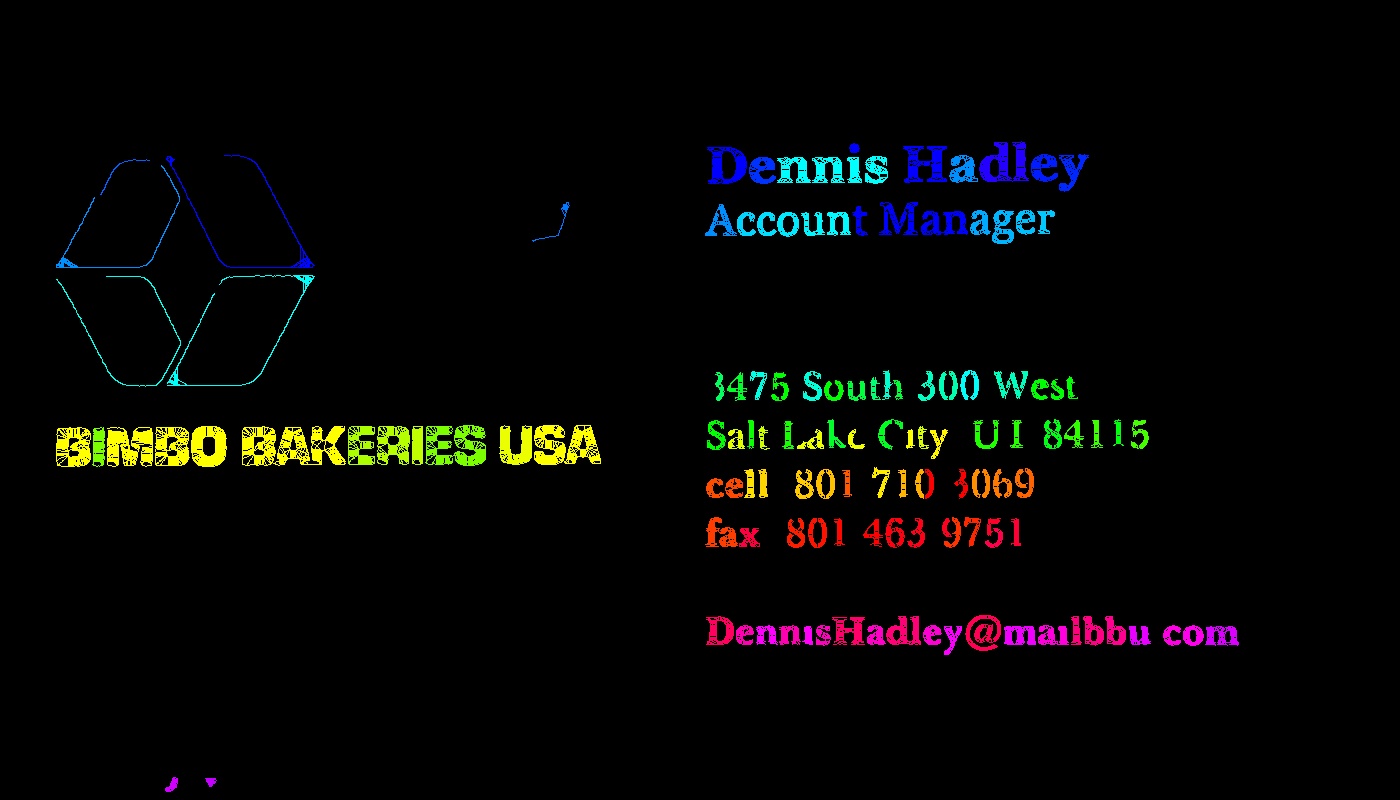 BIMBO BAKERIES USA
Dennis Hadley
Account Manager
3475 South 300 West
Salt Lake City UT 84115
cell 801 710 3069
fax 801 463 9751
DennisHadley@mailbbu com